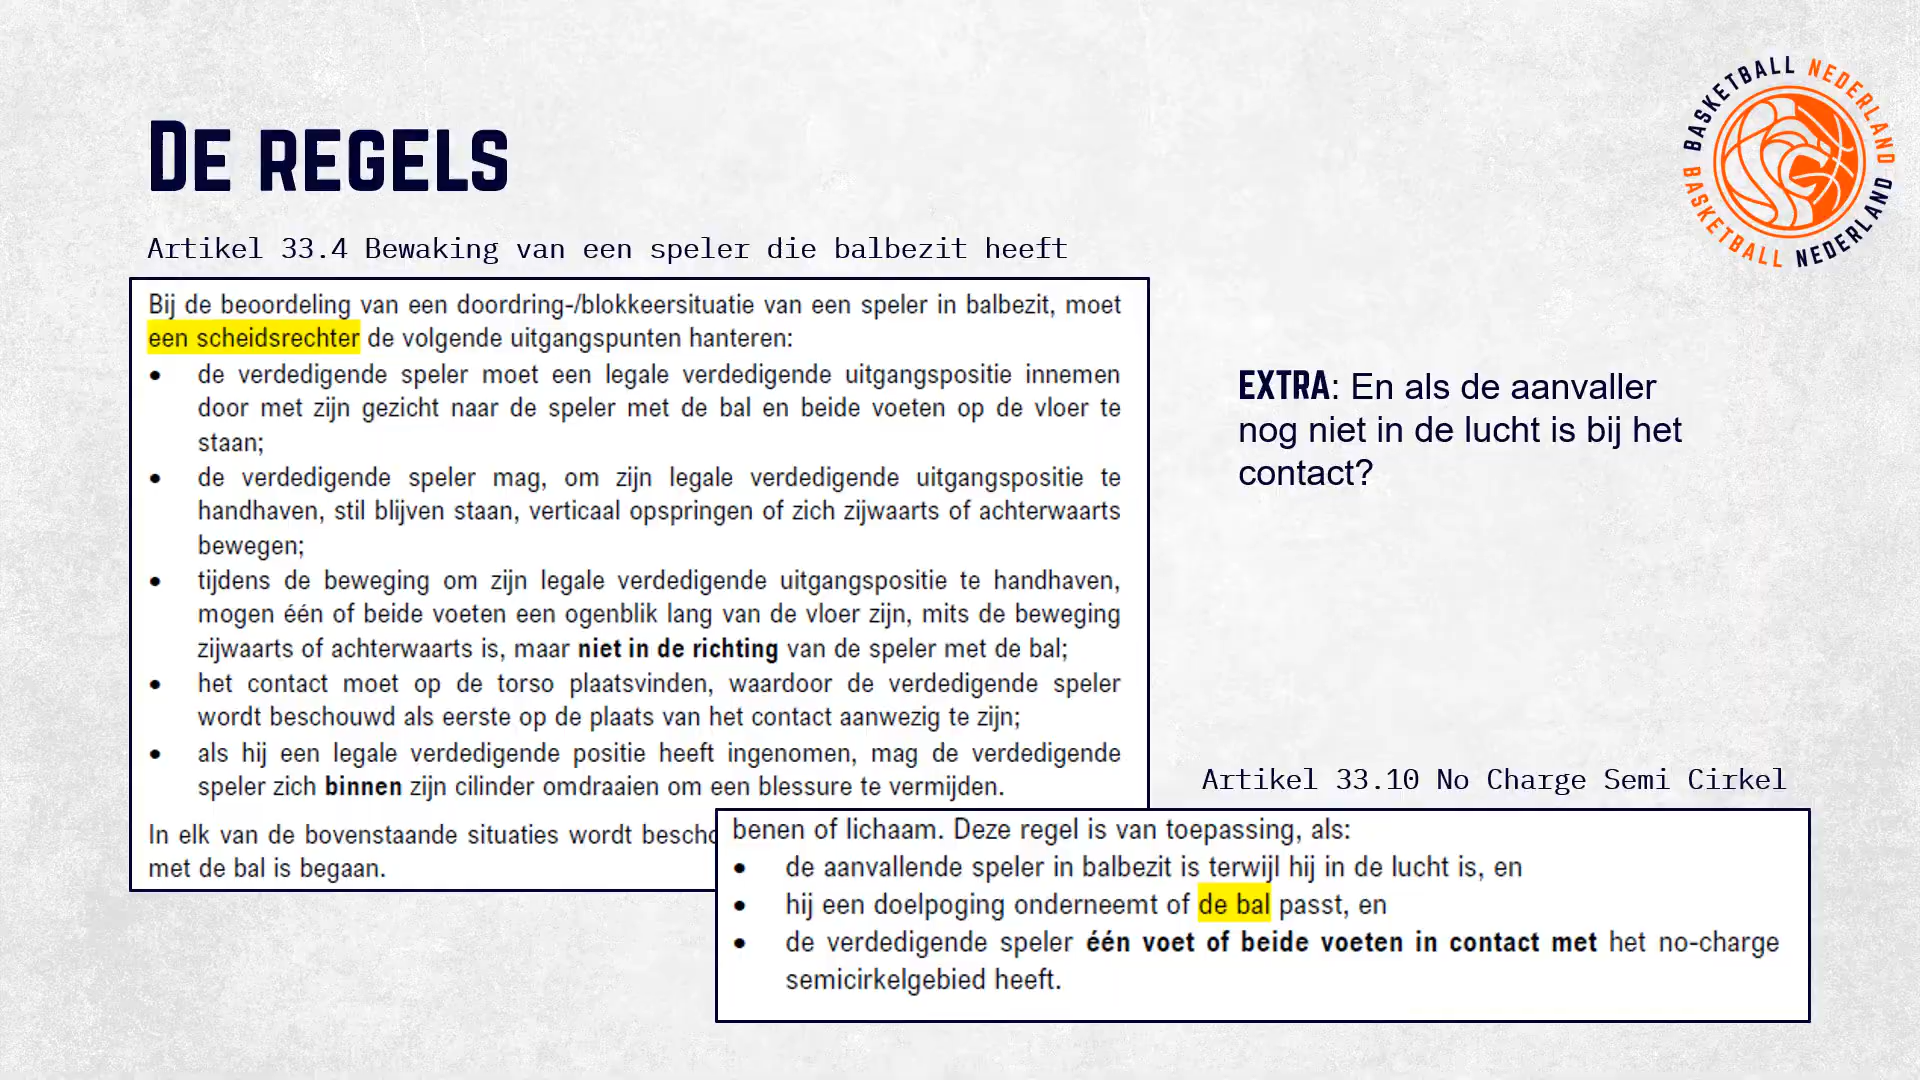 DE REGELS
BASKETBALL NEDERLAND
BASKETBALL NEDERLAND
Artikel 33.4 Bewaking van een speler die balbezit heeft
Bij de beoordeling van een doordring-/blokkeersituatie van een speler in balbezit, moet
een scheidsrechter de volgende uitgangspunten hanteren:
• de verdedigende speler moet een legale verdedigende uitgangspositie innemen
door met zijn gezicht naar de speler met de bal en beide voeten op de vloer te
staan;
• de verdedigende speler mag, om zijn legale verdedigende uitgangspositie te
handhaven, stil blijven staan, verticaal opspringen of zich zijwaarts of achterwaarts
bewegen;
• tijdens de beweging om zijn legale verdedigende uitgangspositie te handhaven,
mogen één of beide voeten een ogenblik lang van de vloer zijn, mits de beweging
zijwaarts of achterwaarts is, maar niet in de richting van de speler met de bal;
• het contact moet op de torso plaatsvinden, waardoor de verdedigende speler
wordt beschouwd als eerste op de plaats van het contact aanwezig te zijn;
• als hij een legale verdedigende positie heeft ingenomen, mag de verdedigende
speler zich binnen zijn cilinder omdraaien om een blessure te vermijden.
In elk van de bovenstaande situaties wordt bescho
met de bal is begaan.
EXTRA: En als de aanvaller
nog niet in de lucht is bij het
contact?
Artikel 33.10 No Charge Semi Cirkel
benen of lichaam. Deze regel is van toepassing, als:
• de aanvallende speler in balbezit is terwijl hij in de lucht is, en
• hij een doelpoging onderneemt of de bal passt, en
• de verdedigende speler één voet of beide voeten in contact met het no-charge
semicirkelgebied heeft.